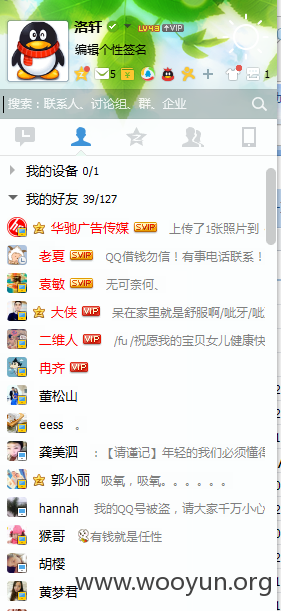 洛轩 LV43 VIP
编辑个性签名
5 1
搜索：联系人、讨论组、群、企业
我的设备 0/1
我的好友 39/127
华驰广告传媒 SVIP 上传了1张照片到
老夏 SVIP QQ借钱勿信！有事电话联系！
袁敏 SVIP 无可奈何、
大侠 VIP 呆在家里就是舒服啊/呲牙/呲
二维人 VIP /fu /祝愿我的宝贝女儿健康快
冉齐 VIP
董松山
eess 。
龚美泗 ：【请谨记】年轻的我们必须懂得
郭小丽 吸氧，吸氧。。。。。。
hannah 我的QQ号被盗，请大家千万小心
猴哥 有钱就是任性
胡樱
黄梦君
www.wooyun.org